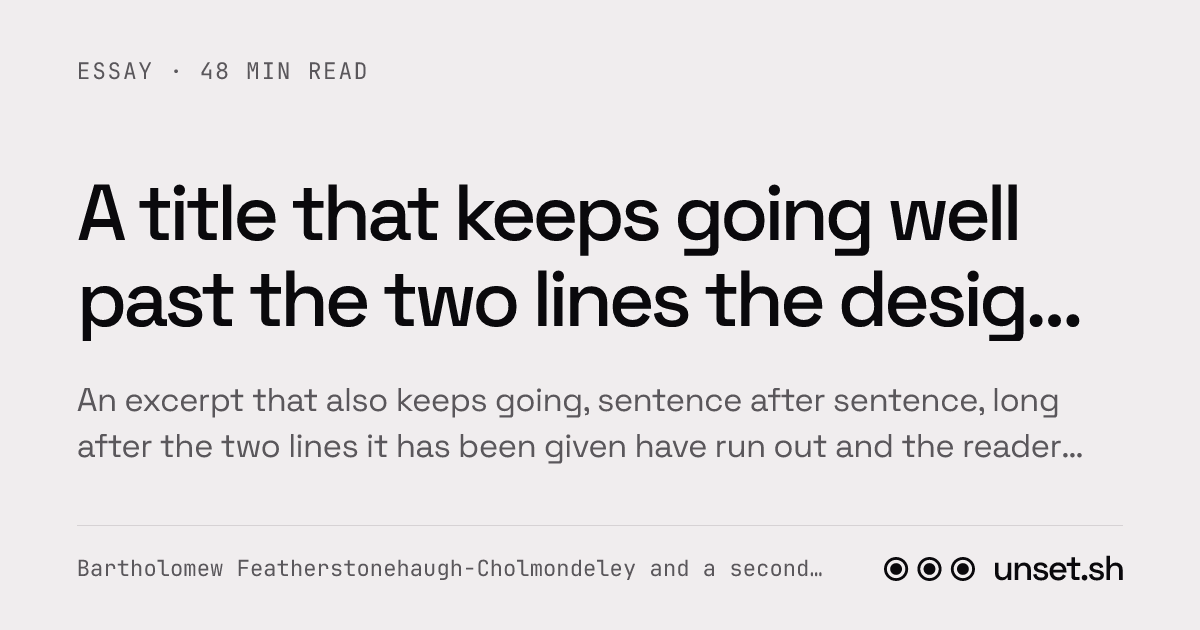 ESSAY · 48 MIN READ
A title that keeps going well
past the two lines the desig…
An excerpt that also keeps going, sentence after sentence, long
after the two lines it has been given have run out and the reader…
Bartholomew Featherstonehaugh-Cholmondeley and a second…
unset.sh